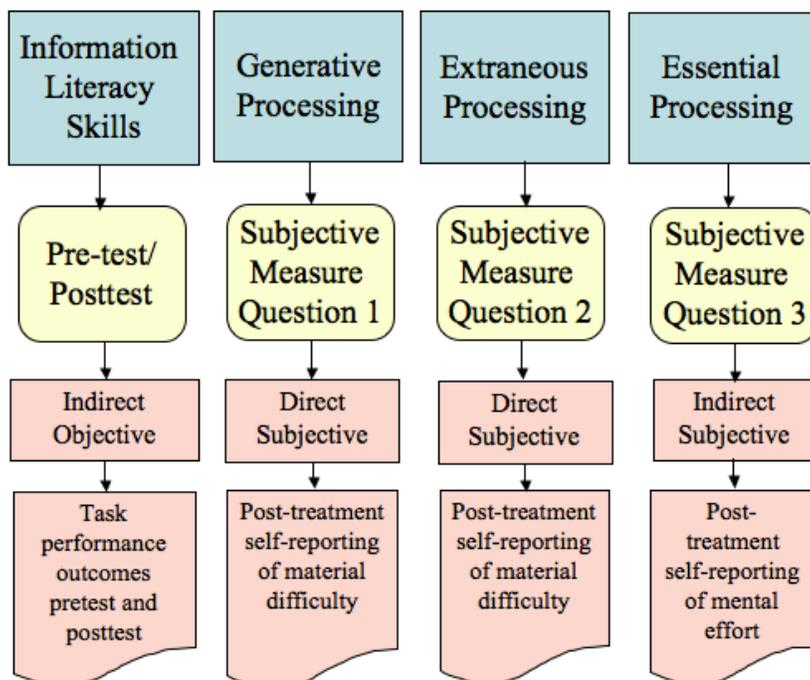 Information
Literacy
Skills
Generative
Processing
Extraneous
Processing
Essential
Processing
Pre-test/
Posttest
Subjective
Measure
Question 1
Subjective
Measure
Question 2
Subjective
Measure
Question 3
Indirect
Objective
Direct
Subjective
Direct
Subjective
Indirect
Subjective
Task
performance
outcomes
pretest and
posttest
Post-treatment
self-reporting
of material
difficulty
Post-treatment
self-reporting
of material
difficulty
Post-
treatment
self-reporting
of mental
effort